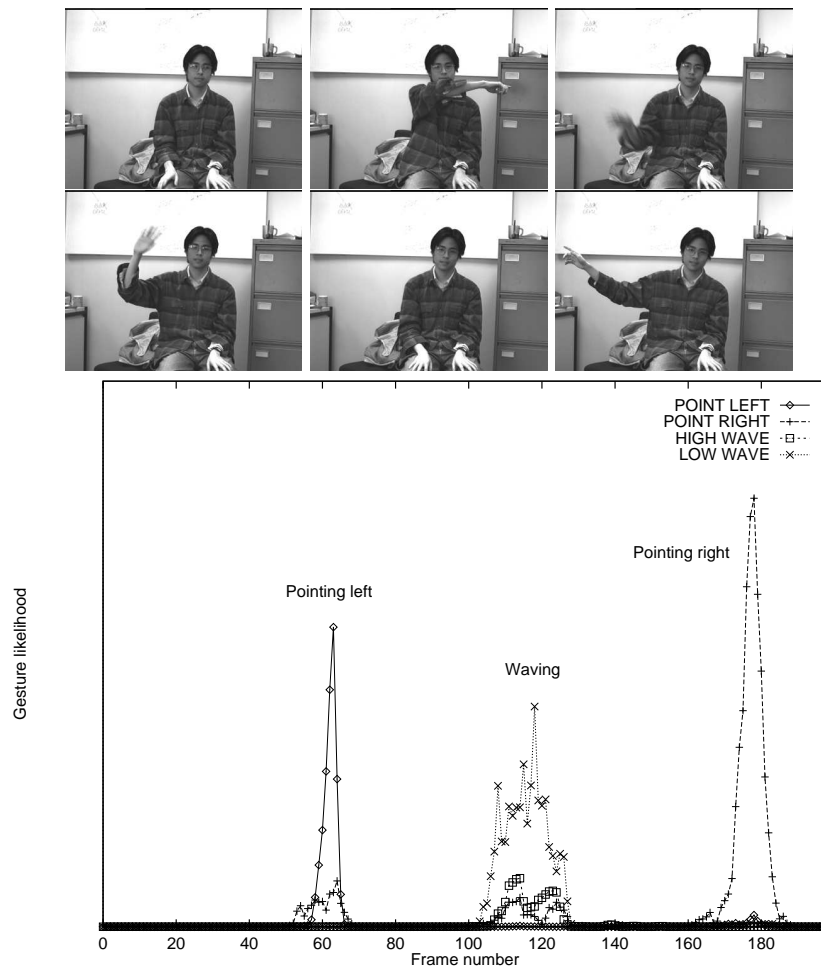 POINT LEFT
POINT RIGHT
HIGH WAVE
LOW WAVE
Pointing right
Pointing left
Waving
Gesture likelihood
0 20 40 60 80 100 120 140 160 180
Frame number